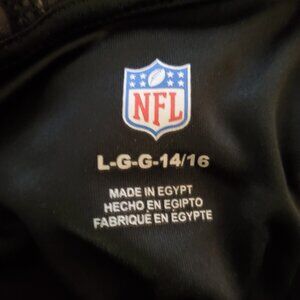 NFL
L-G-G-14/16
MADE IN EGYPT
HECHO EN EGIPTO
FABRIQUÉ EN ÉGYPTE